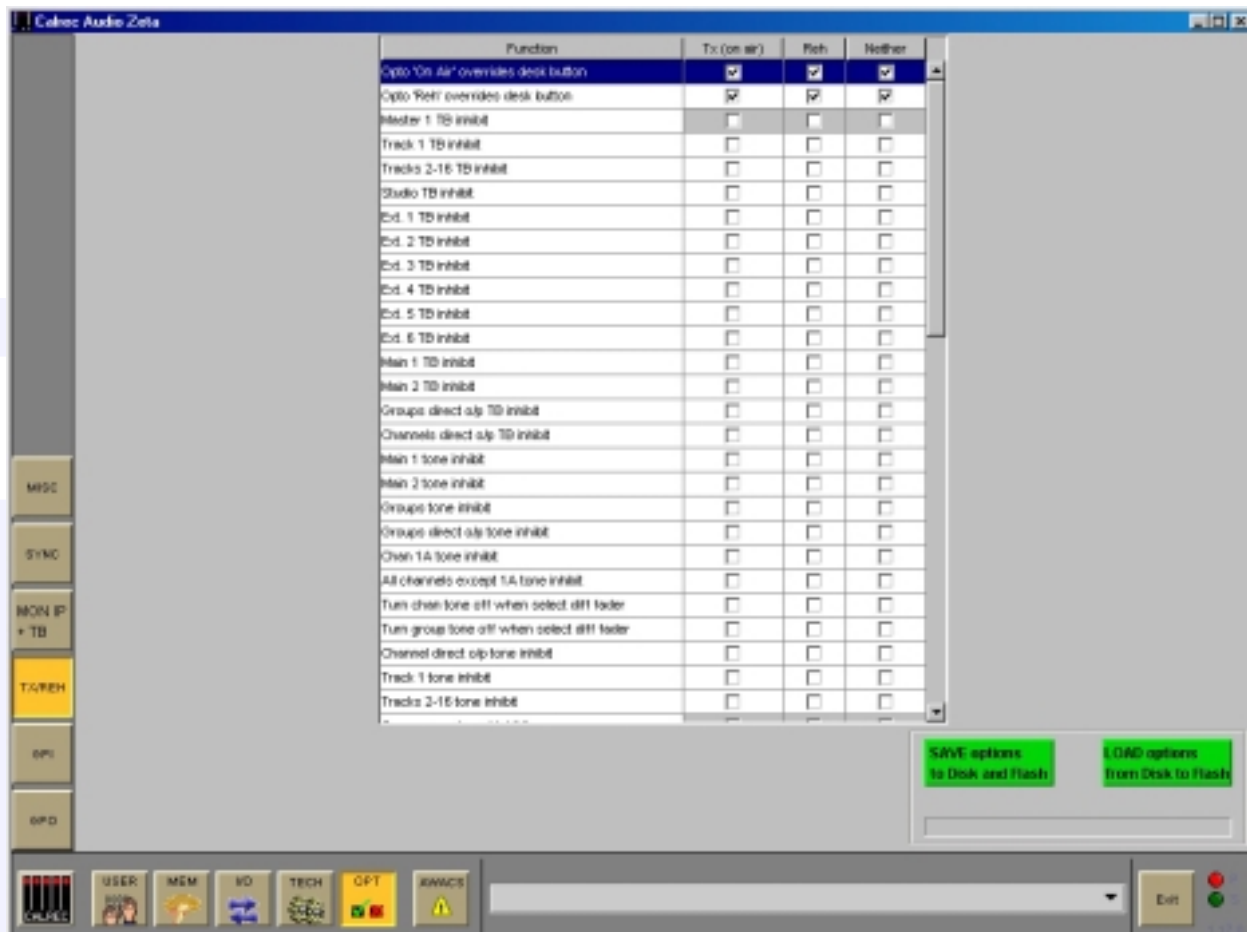 Calrec Audio Zeta
Function Tx (on air) Reh Neither
Opto 'On Air' overrides desk button
Opto 'Reh' overrides desk button
Master 1 TB inhibit
Track 1 TB inhibit
Tracks 2-16 TB inhibit
Studio TB inhibit
Ext. 1 TB inhibit
Ext. 2 TB inhibit
Ext. 3 TB inhibit
Ext. 4 TB inhibit
Ext. 5 TB inhibit
Ext. 6 TB inhibit
Main 1 TB inhibit
Main 2 TB inhibit
Groups direct o/p TB inhibit
Channels direct o/p TB inhibit
Main 1 tone inhibit
Main 2 tone inhibit
Groups tone inhibit
Groups direct o/p tone inhibit
Chan 1A tone inhibit
All channels except 1A tone inhibit
Turn chan tone off when select diff fader
Turn group tone off when select diff fader
Channel direct o/p tone inhibit
Track 1 tone inhibit
Tracks 2-16 tone inhibit
MISC
SYNC
MON IP
+ TB
TX/REH
GPI
GPO
SAVE options
to Disk and Flash
LOAD options
from Disk to Flash
CALREC
USER
MEM
I/O
TECH
OPT
AWACS
Exit